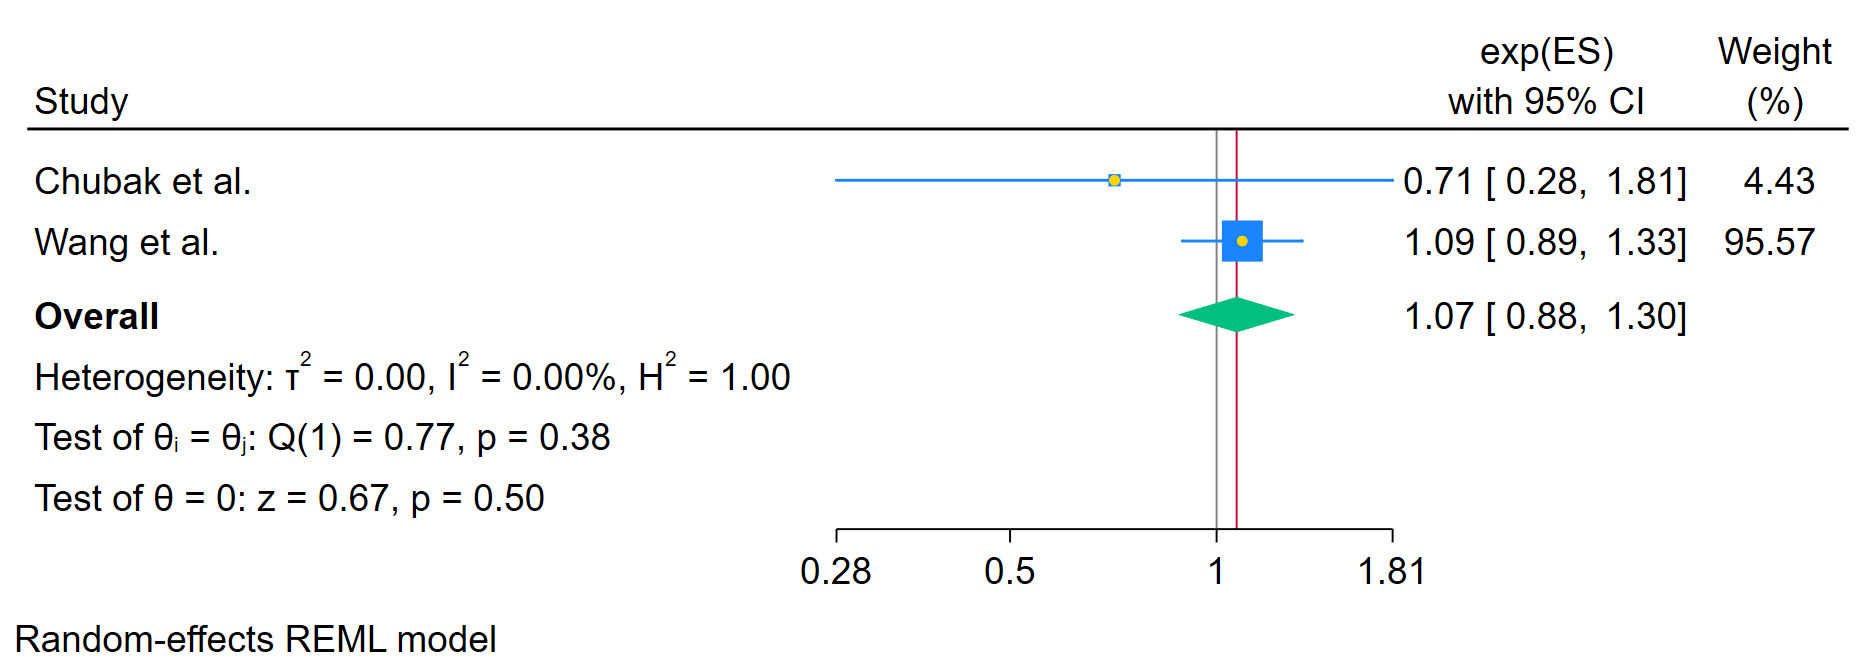 exp(ES) Weight
Study with 95% CI (%)
Chubak et al. 0.71 [ 0.28, 1.81] 4.43
Wang et al. 1.09 [ 0.89, 1.33] 95.57
Overall 1.07 [ 0.88, 1.30]
Heterogeneity: τ² = 0.00, I² = 0.00%, H² = 1.00
Test of θᵢ = θⱼ: Q(1) = 0.77, p = 0.38
Test of θ = 0: z = 0.67, p = 0.50
0.28 0.5 1 1.81
Random-effects REML model